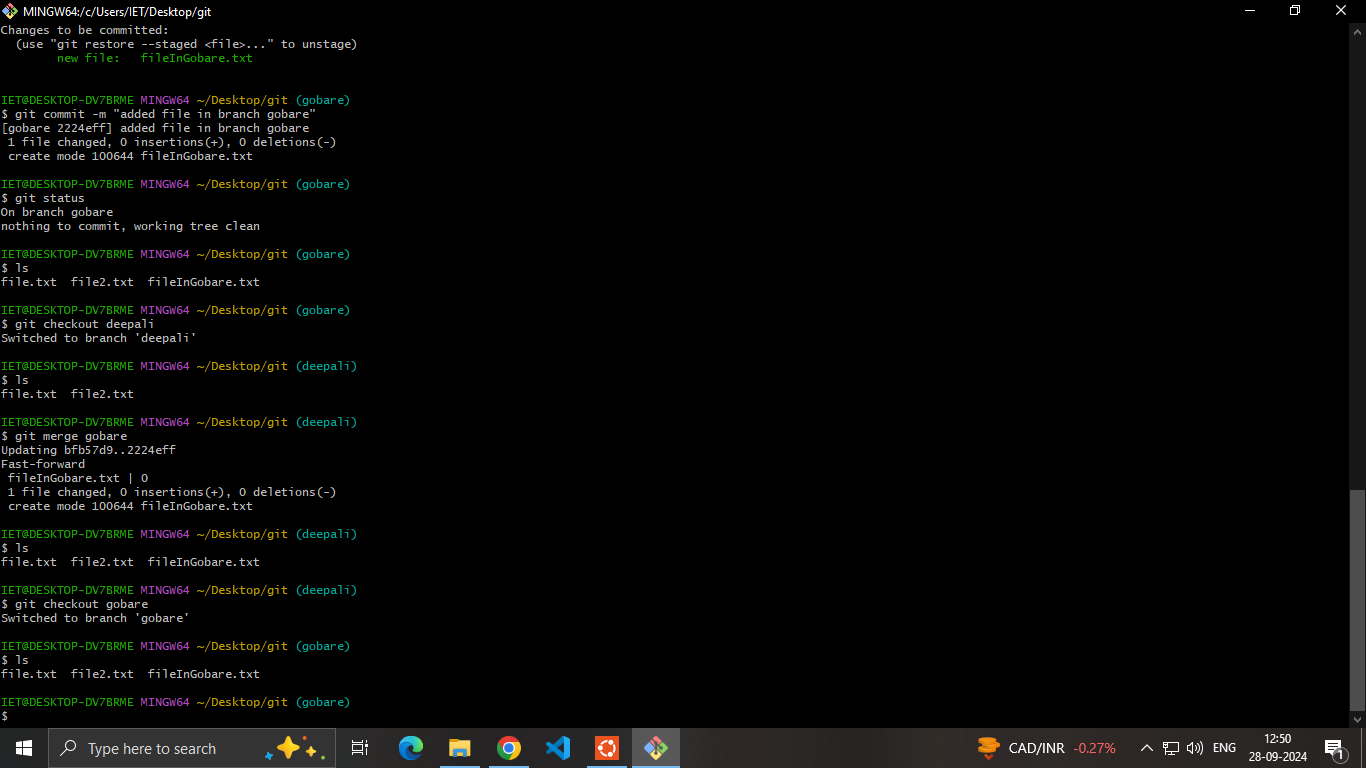 MINGW64:/c/Users/IET/Desktop/git
Changes to be committed:
  (use "git restore --staged <file>..." to unstage)
        new file:   fileInGobare.txt

IET@DESKTOP-DV7BRME MINGW64 ~/Desktop/git (gobare)
$ git commit -m "added file in branch gobare"
[gobare 2224eff] added file in branch gobare
 1 file changed, 0 insertions(+), 0 deletions(-)
 create mode 100644 fileInGobare.txt

IET@DESKTOP-DV7BRME MINGW64 ~/Desktop/git (gobare)
$ git status
On branch gobare
nothing to commit, working tree clean

IET@DESKTOP-DV7BRME MINGW64 ~/Desktop/git (gobare)
$ ls
file.txt  file2.txt  fileInGobare.txt

IET@DESKTOP-DV7BRME MINGW64 ~/Desktop/git (gobare)
$ git checkout deepali
Switched to branch 'deepali'

IET@DESKTOP-DV7BRME MINGW64 ~/Desktop/git (deepali)
$ ls
file.txt  file2.txt

IET@DESKTOP-DV7BRME MINGW64 ~/Desktop/git (deepali)
$ git merge gobare
Updating bfb57d9..2224eff
Fast-forward
 fileInGobare.txt | 0
 1 file changed, 0 insertions(+), 0 deletions(-)
 create mode 100644 fileInGobare.txt

IET@DESKTOP-DV7BRME MINGW64 ~/Desktop/git (deepali)
$ ls
file.txt  file2.txt  fileInGobare.txt

IET@DESKTOP-DV7BRME MINGW64 ~/Desktop/git (deepali)
$ git checkout gobare
Switched to branch 'gobare'

IET@DESKTOP-DV7BRME MINGW64 ~/Desktop/git (gobare)
$ ls
file.txt  file2.txt  fileInGobare.txt

IET@DESKTOP-DV7BRME MINGW64 ~/Desktop/git (gobare)
$
Type here to search
CAD/INR -0.27%
ENG
12:50
28-09-2024
1